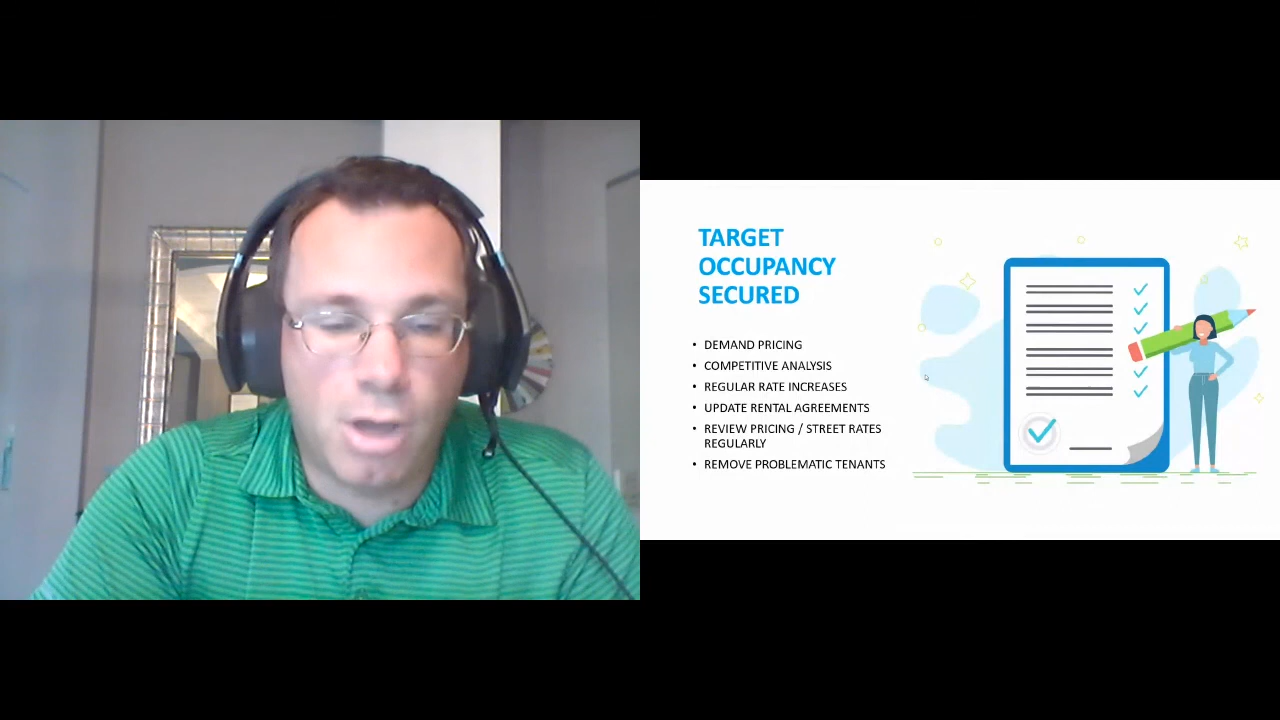 TARGET
OCCUPANCY
SECURED
• DEMAND PRICING
• COMPETITIVE ANALYSIS
• REGULAR RATE INCREASES
• UPDATE RENTAL AGREEMENTS
• REVIEW PRICING / STREET RATES
REGULARLY
• REMOVE PROBLEMATIC TENANTS